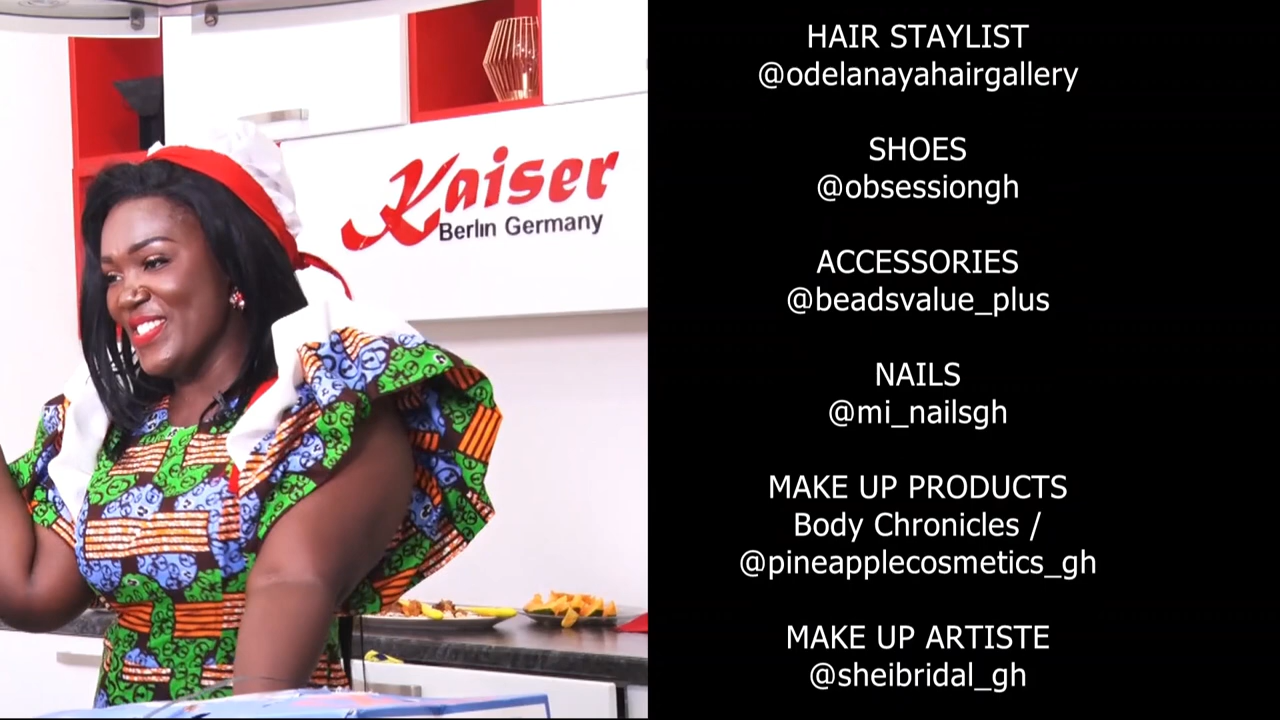 Kaiser
Berlin Germany
HAIR STAYLIST
@odelanayahairgallery
SHOES
@obsessiongh
ACCESSORIES
@beadsvalue_plus
NAILS
@mi_nailsgh
MAKE UP PRODUCTS
Body Chronicles /
@pineapplecosmetics_gh
MAKE UP ARTISTE
@sheibridal_gh